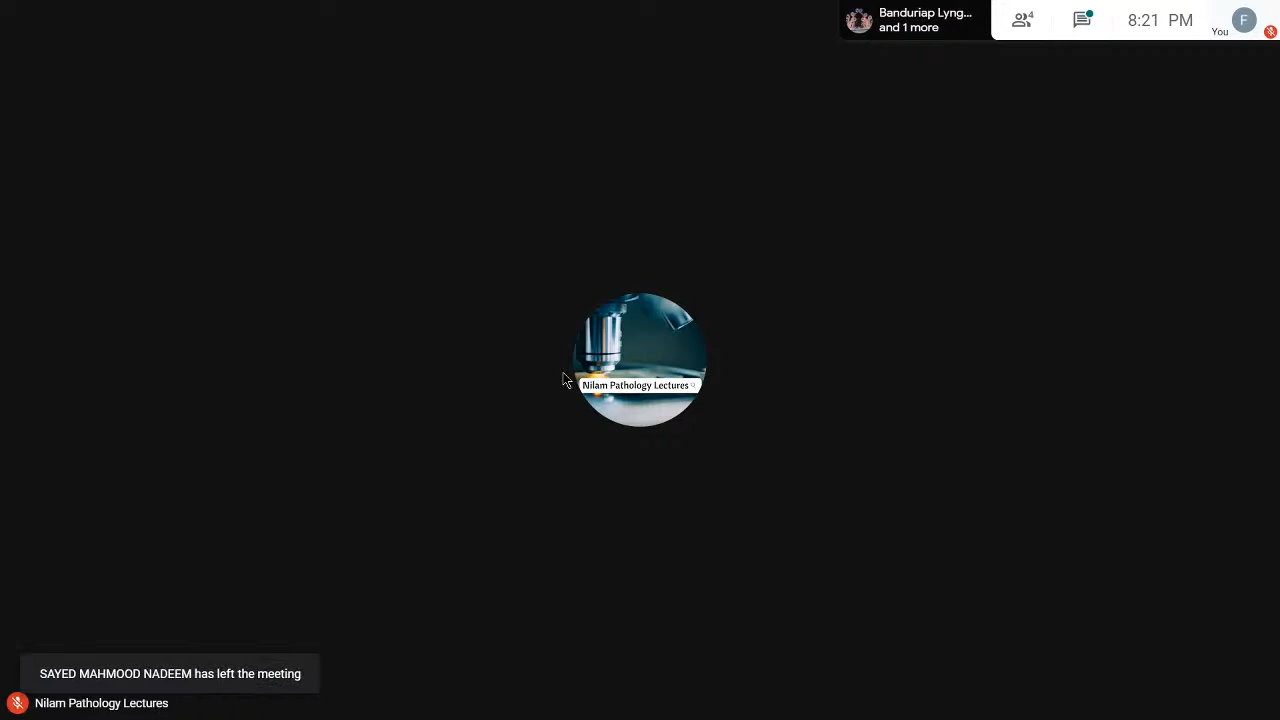 Banduriap Lyng...
and 1 more
4
8:21 PM
You
F
Nilam Pathology Lectures
SAYED MAHMOOD NADEEM has left the meeting
Nilam Pathology Lectures